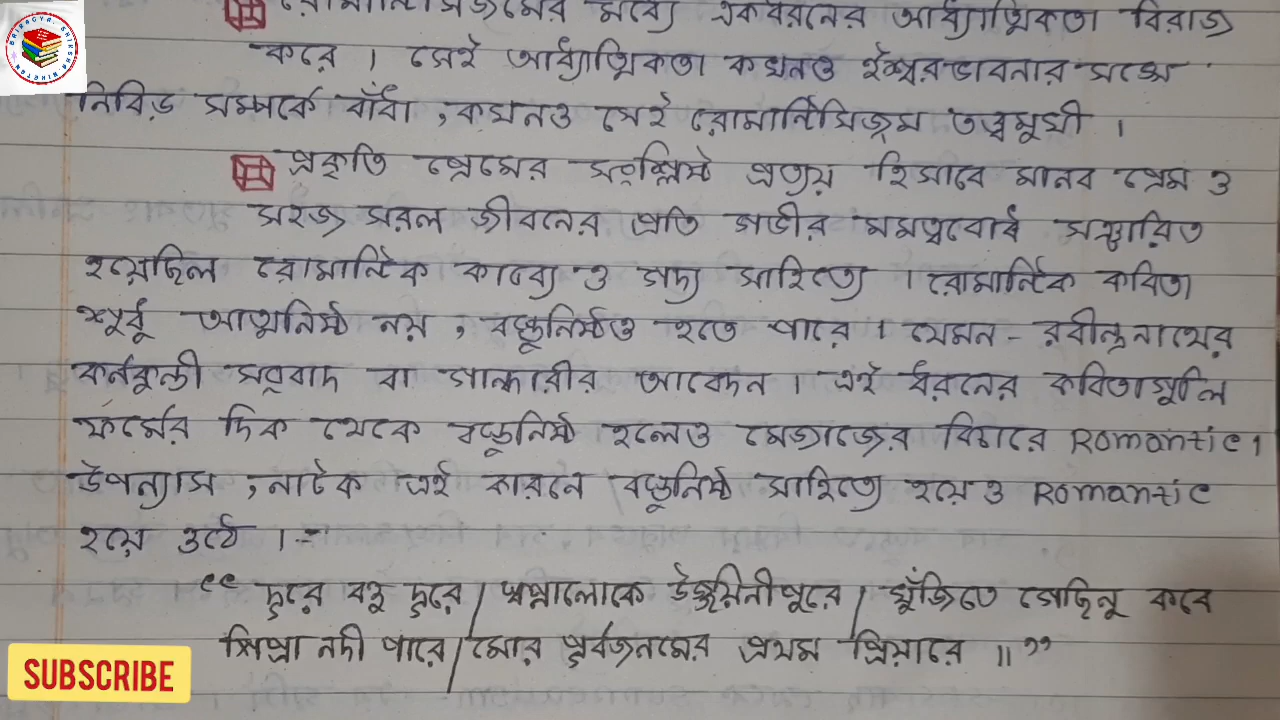 রোমান্টিসিজমের মধ্যে একধরনের আধ্যাত্মিকতা বিরাজ
করে । সেই আধ্যাত্মিকতা কখনও ঈশ্বরভাবনার সঙ্গে
নিবিড় সম্পর্কে বাঁধা , কখনও সেই রোমান্টিসিজম তত্ত্বমুখী ।
প্রকৃতি প্রেমের সংশ্লিষ্ট প্রত্যয় হিসাবে মানব প্রেম ও
সহজ সরল জীবনের প্রতি গভীর মমত্ববোধ সঞ্চারিত
হয়েছিল রোমান্টিক কাব্যে ও গদ্য সাহিত্যে । রোমান্টিক কবিতা
শুধু আত্মনিষ্ঠ নয় , বস্তুনিষ্ঠও হতে পারে । যেমন - রবীন্দ্রনাথের
কর্নকুন্তী সংবাদ বা গান্ধারীর আবেদন । এই ধরনের কবিতাগুলি
ফর্মের দিক থেকে বস্তুনিষ্ঠ হলেও মেজাজের বিচারে Romantic ।
উপন্যাস , নাটক এই কারনে বস্তুনিষ্ঠ সাহিত্যে হয়ে ও Romantic
হয়ে ওঠে । -
“ দূরে বহু দূরে / স্বপ্নালোকে উজ্জয়িনীপুরে / খুঁজিতে গেছিনু কবে
শিপ্রা নদী পারে / মোর পূর্বজনমের প্রথম প্রিয়ারে ॥ ”
SUBSCRIBE